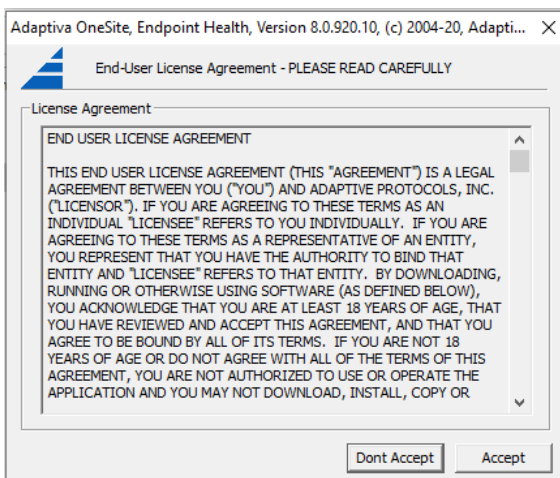 Adaptiva OneSite, Endpoint Health, Version 8.0.920.10, (c) 2004-20, Adapti...
End-User License Agreement - PLEASE READ CAREFULLY
License Agreement
END USER LICENSE AGREEMENT
THIS END USER LICENSE AGREEMENT (THIS "AGREEMENT") IS A LEGAL
AGREEMENT BETWEEN YOU ("YOU") AND ADAPTIVE PROTOCOLS, INC.
("LICENSOR"). IF YOU ARE AGREEING TO THESE TERMS AS AN
INDIVIDUAL "LICENSEE" REFERS TO YOU INDIVIDUALLY.  IF YOU ARE
AGREEING TO THESE TERMS AS A REPRESENTATIVE OF AN ENTITY,
YOU REPRESENT THAT YOU HAVE THE AUTHORITY TO BIND THAT
ENTITY AND "LICENSEE" REFERS TO THAT ENTITY.  BY DOWNLOADING,
RUNNING OR OTHERWISE USING SOFTWARE (AS DEFINED BELOW),
YOU ACKNOWLEDGE THAT YOU ARE AT LEAST 18 YEARS OF AGE, THAT
YOU HAVE REVIEWED AND ACCEPT THIS AGREEMENT, AND THAT YOU
AGREE TO BE BOUND BY ALL OF ITS TERMS.  IF YOU ARE NOT 18
YEARS OF AGE OR DO NOT AGREE WITH ALL OF THE TERMS OF THIS
AGREEMENT, YOU ARE NOT AUTHORIZED TO USE OR OPERATE THE
APPLICATION AND YOU MAY NOT DOWNLOAD, INSTALL, COPY OR
Dont Accept
Accept